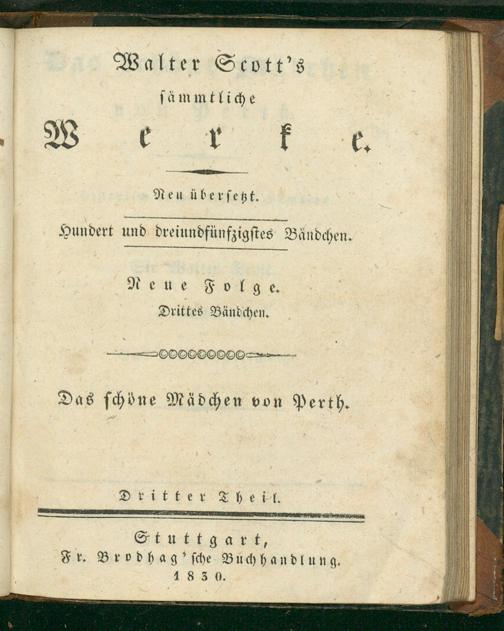 Walter Scott's
sämmtliche
Werke.
Neu übersetzt.
Hundert und dreiundfünfzigstes Bändchen.
Neue Folge.
Drittes Bändchen.
Das schöne Mädchen von Perth.
Dritter Theil.
Stuttgart,
Fr. Brodhag'sche Buchhandlung.
1830.